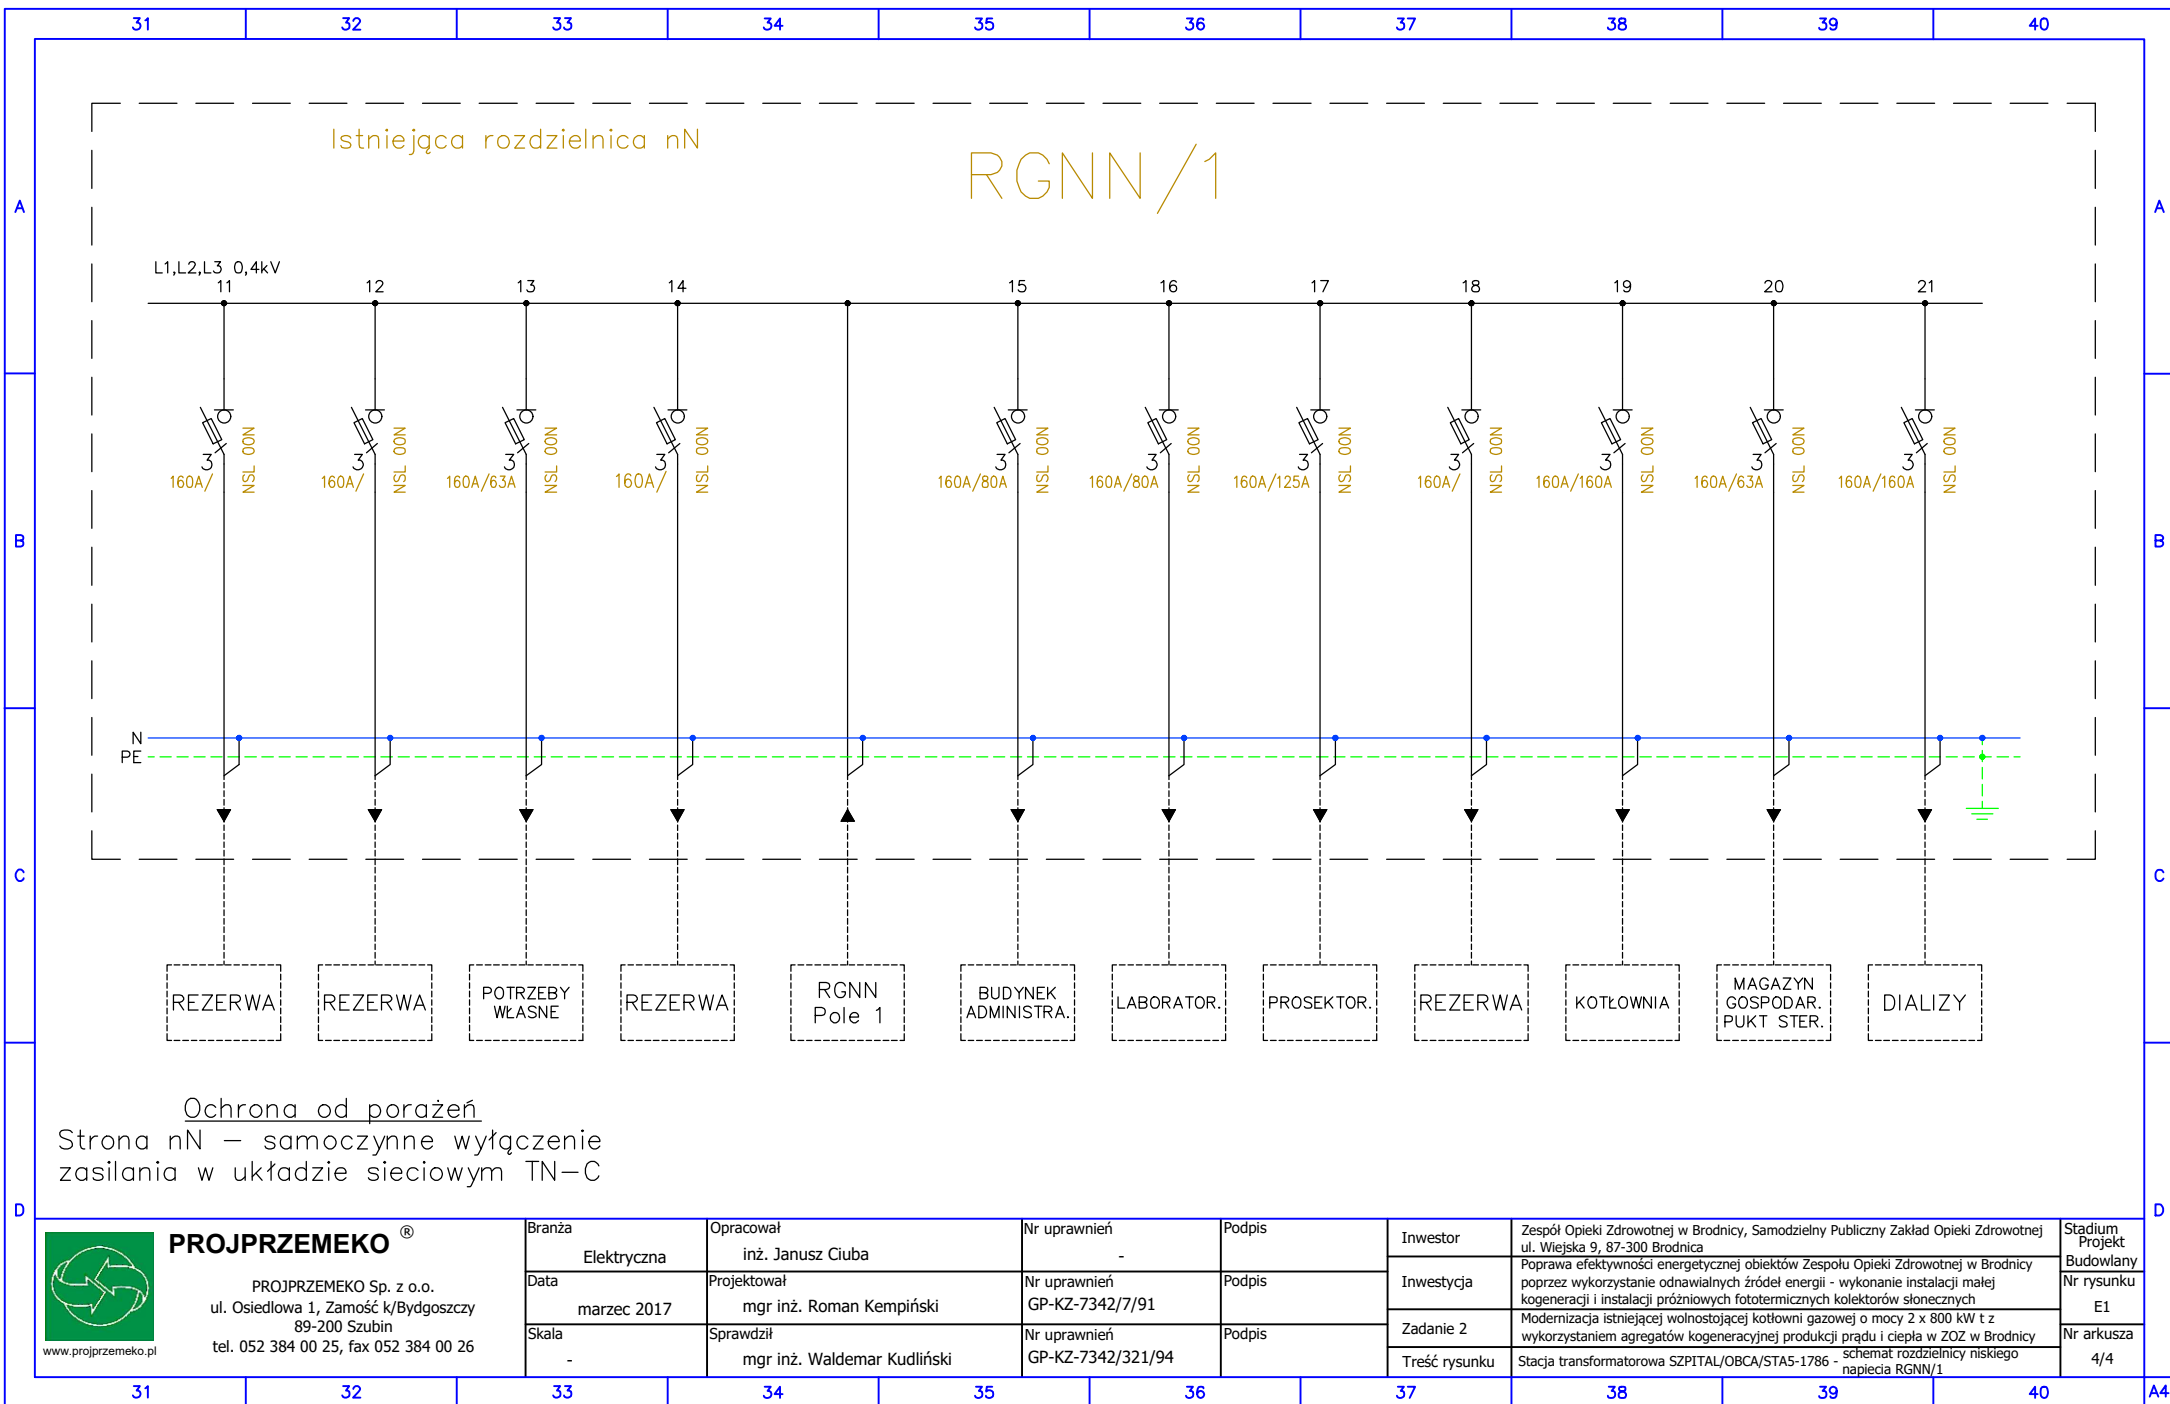 31 32 33 34 35 36 37 38 39 40
Istniejąca rozdzielnica nN
RGNN/1
A A
L1,L2,L3 0,4kV
11 12 13 14 15 16 17 18 19 20 21
3 3 3 3 3 3 3 3 3 3 3
160A/ NSL 00N
160A/ NSL 00N
160A/63A NSL 00N
160A/ NSL 00N
160A/80A NSL 00N
160A/80A NSL 00N
160A/125A NSL 00N
160A/ NSL 00N
160A/160A NSL 00N
160A/63A NSL 00N
160A/160A NSL 00N
B B
N
PE
C C
REZERWA
REZERWA
POTRZEBY
WŁASNE
REZERWA
RGNN
Pole 1
BUDYNEK
ADMINISTRA.
LABORATOR.
PROSEKTOR.
REZERWA
KOTŁOWNIA
MAGAZYN
GOSPODAR.
PUKT STER.
DIALIZY
Ochrona od porażeń
Strona nN – samoczynne wyłączenie
zasilania w układzie sieciowym TN–C
D D
PROJPRZEMEKO ®
PROJPRZEMEKO Sp. z o.o.
ul. Osiedlowa 1, Zamość k/Bydgoszczy
89-200 Szubin
tel. 052 384 00 25, fax 052 384 00 26
www.projprzemeko.pl
Branża
Elektryczna
Data
marzec 2017
Skala
-
Opracował
inż. Janusz Ciuba
Projektował
mgr inż. Roman Kempiński
Sprawdził
mgr inż. Waldemar Kudliński
Nr uprawnień
-
Nr uprawnień
GP-KZ-7342/7/91
Nr uprawnień
GP-KZ-7342/321/94
Podpis
Podpis
Podpis
Inwestor
Zespół Opieki Zdrowotnej w Brodnicy, Samodzielny Publiczny Zakład Opieki Zdrowotnej
ul. Wiejska 9, 87-300 Brodnica
Inwestycja
Poprawa efektywności energetycznej obiektów Zespołu Opieki Zdrowotnej w Brodnicy
poprzez wykorzystanie odnawialnych źródeł energii - wykonanie instalacji małej
kogeneracji i instalacji próżniowych fototermicznych kolektorów słonecznych
Zadanie 2
Modernizacja istniejącej wolnostojącej kotłowni gazowej o mocy 2 x 800 kW t z
wykorzystaniem agregatów kogeneracyjnej produkcji prądu i ciepła w ZOZ w Brodnicy
Treść rysunku
Stacja transformatorowa SZPITAL/OBCA/STA5-1786 - schemat rozdzielnicy niskiego
napiecia RGNN/1
Stadium
Projekt
Budowlany
Nr rysunku
E1
Nr arkusza
4/4
31 32 33 34 35 36 37 38 39 40 A4